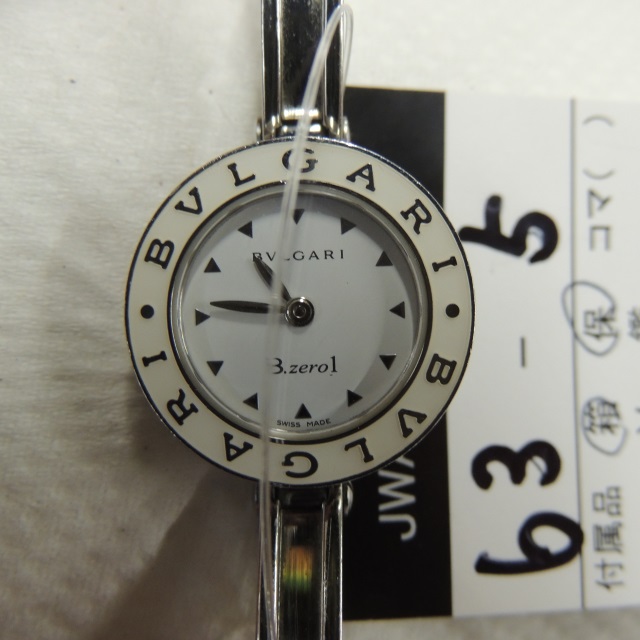 BVLGARI
BVLGARI
BVLGARI
B.zero1
SWISS MADE
JWA
63-5
付属品 箱 保
コマ( )